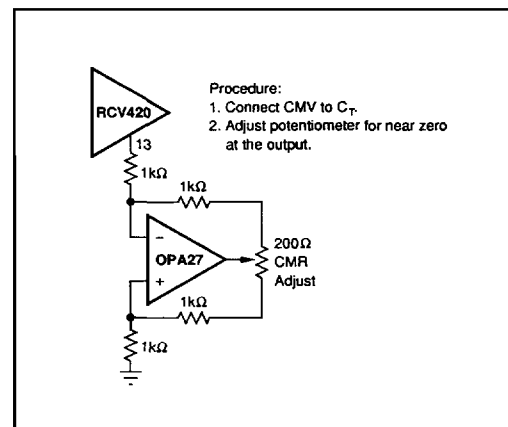 Procedure:
1. Connect CMV to C_T.
2. Adjust potentiometer for near zero
at the output.
RCV420
13
1kΩ
1kΩ
−
OPA27
+
200Ω
CMR
Adjust
1kΩ
1kΩ